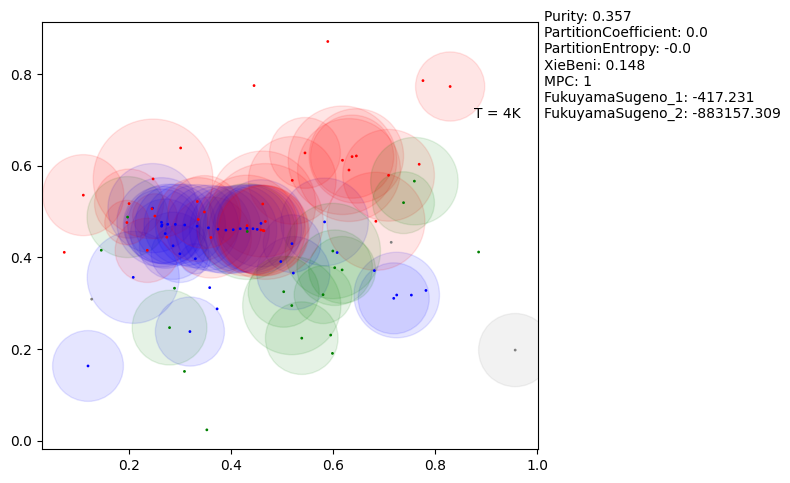 Purity: 0.357
PartitionCoefficient: 0.0
PartitionEntropy: -0.0
XieBeni: 0.148
MPC: 1
FukuyamaSugeno_1: -417.231
FukuyamaSugeno_2: -883157.309
T = 4K
0.8
0.6
0.4
0.2
0.0
0.2 0.4 0.6 0.8 1.0